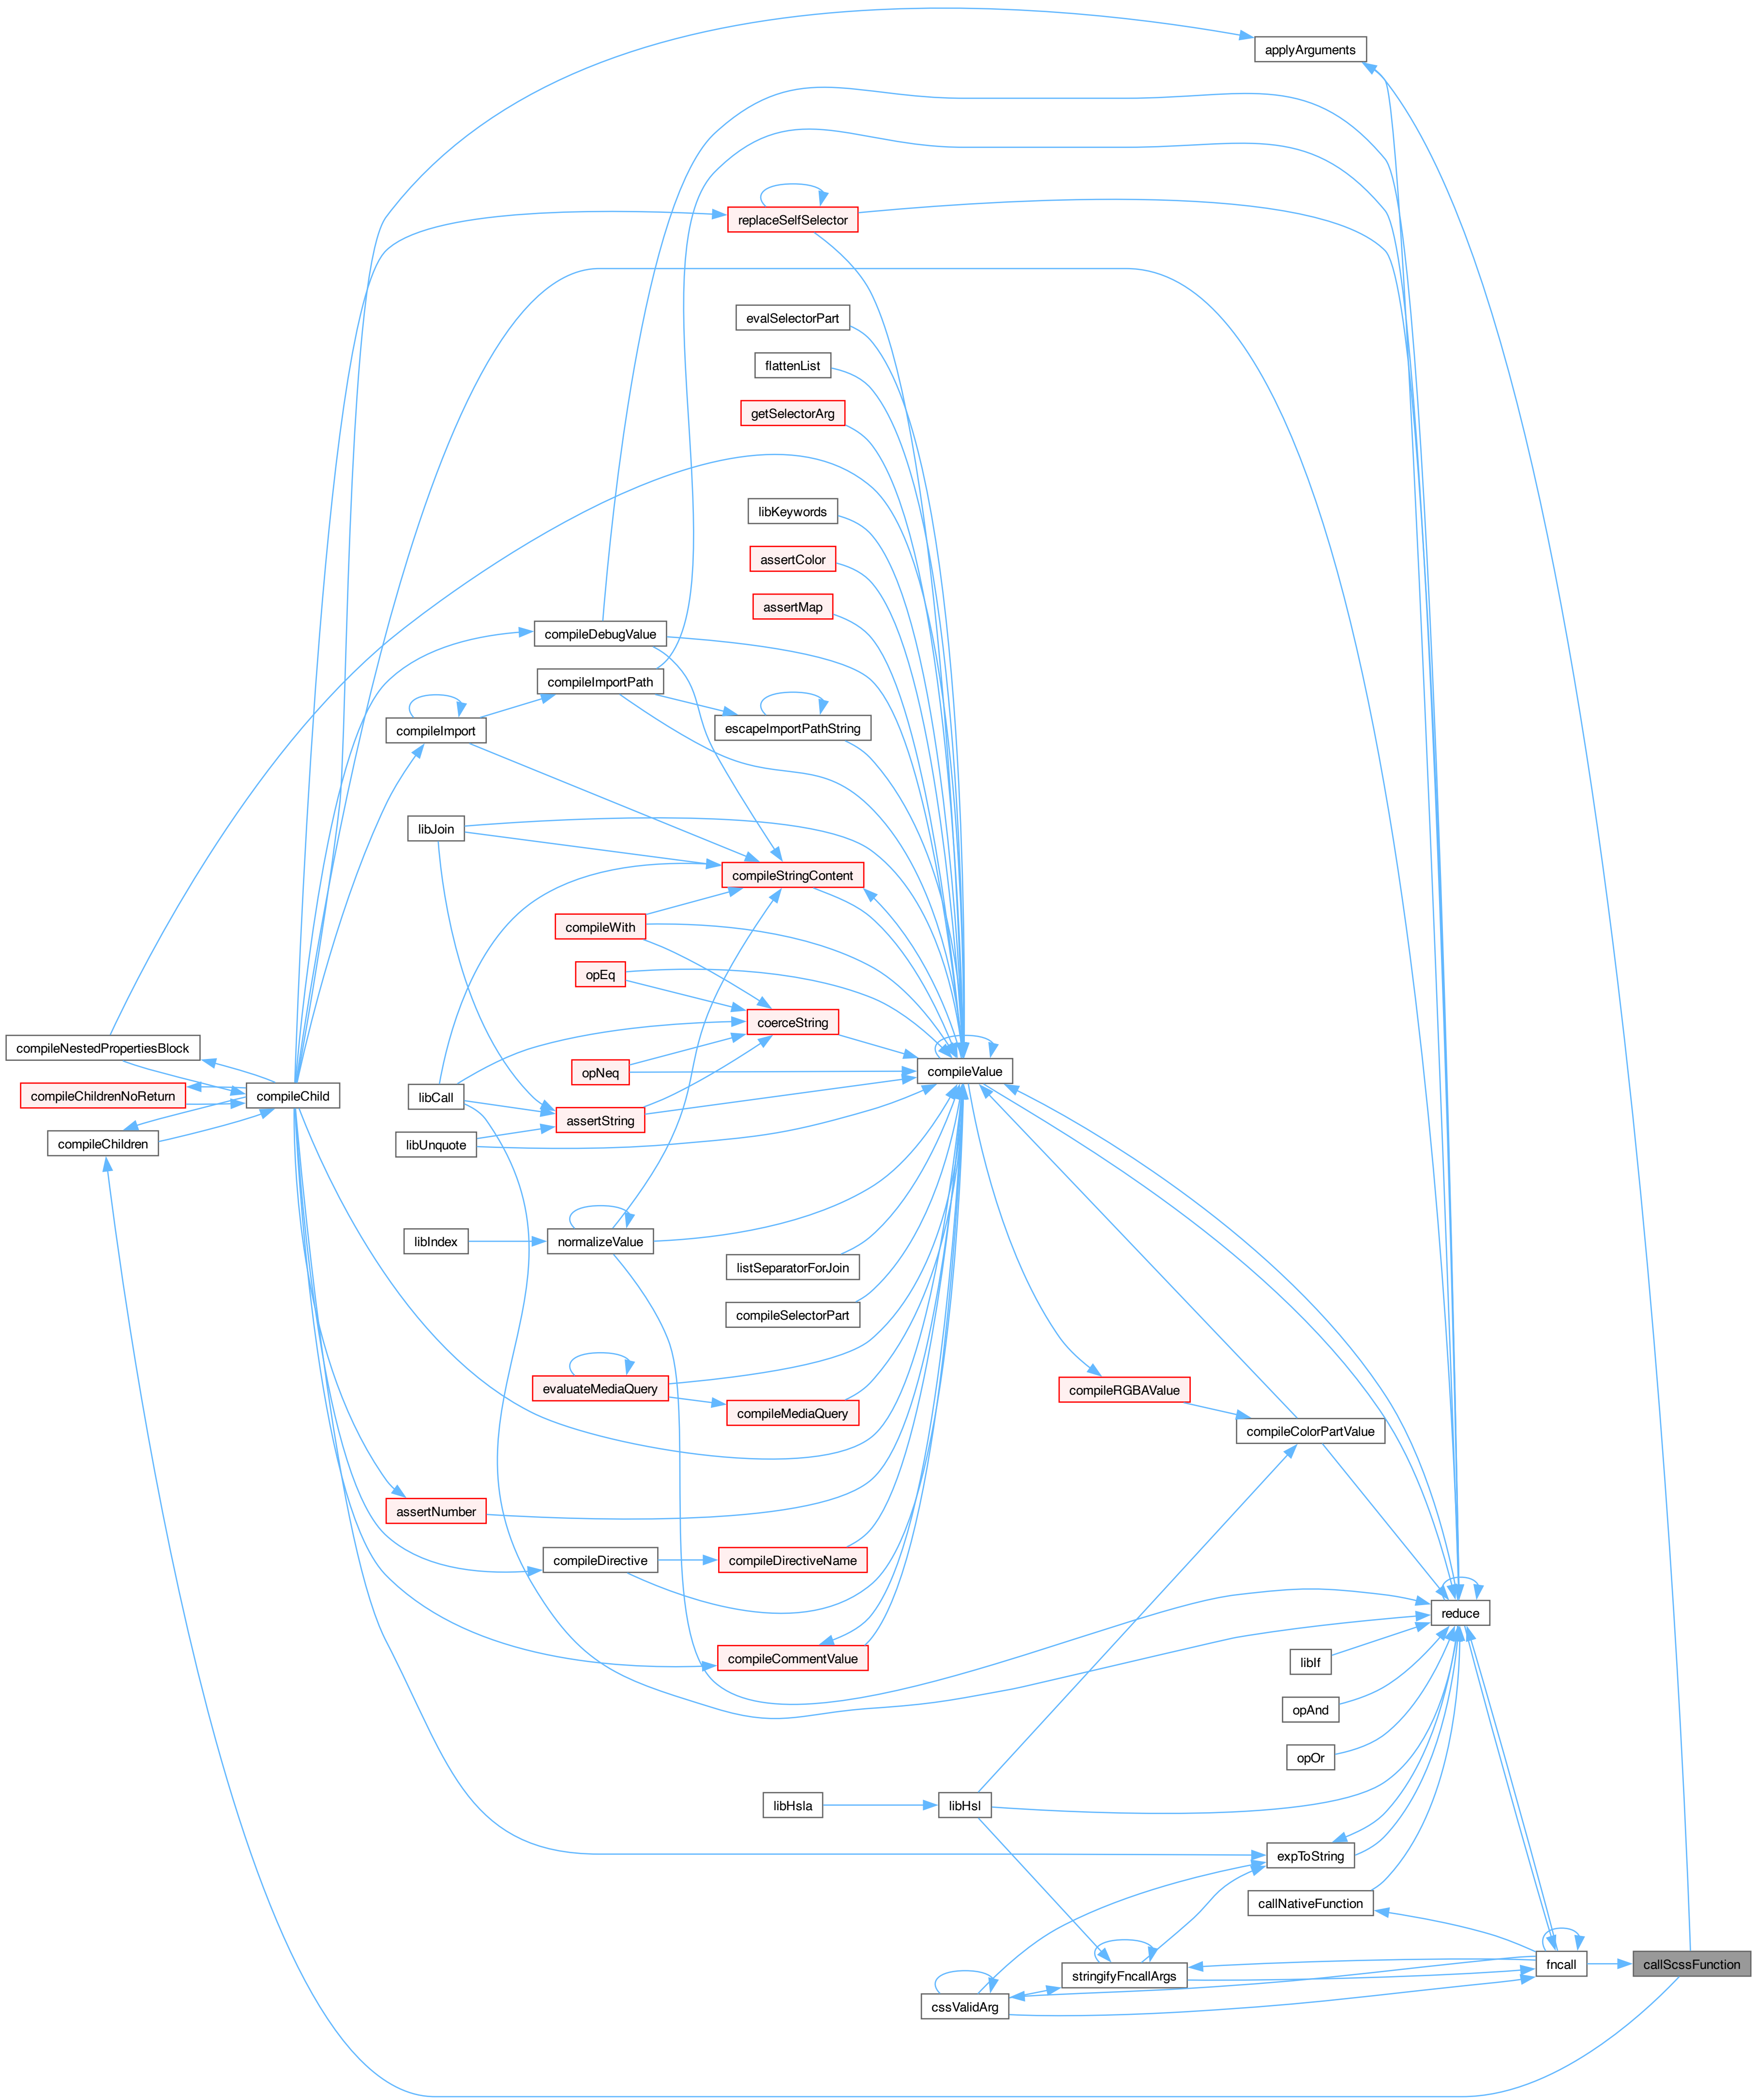 applyArguments
replaceSelfSelector
evalSelectorPart
flattenList
getSelectorArg
libKeywords
assertColor
assertMap
compileDebugValue
compileImportPath
compileImport
escapeImportPathString
libJoin
compileStringContent
compileWith
opEq
coerceString
compileNestedPropertiesBlock
opNeq
compileValue
compileChildrenNoReturn
compileChild
libCall
assertString
compileChildren
libUnquote
libIndex
normalizeValue
listSeparatorForJoin
compileSelectorPart
evaluateMediaQuery
compileRGBAValue
compileMediaQuery
compileColorPartValue
assertNumber
compileDirective
compileDirectiveName
reduce
compileCommentValue
libIf
opAnd
opOr
libHsla
libHsl
expToString
callNativeFunction
fncall
callScssFunction
stringifyFncallArgs
cssValidArg